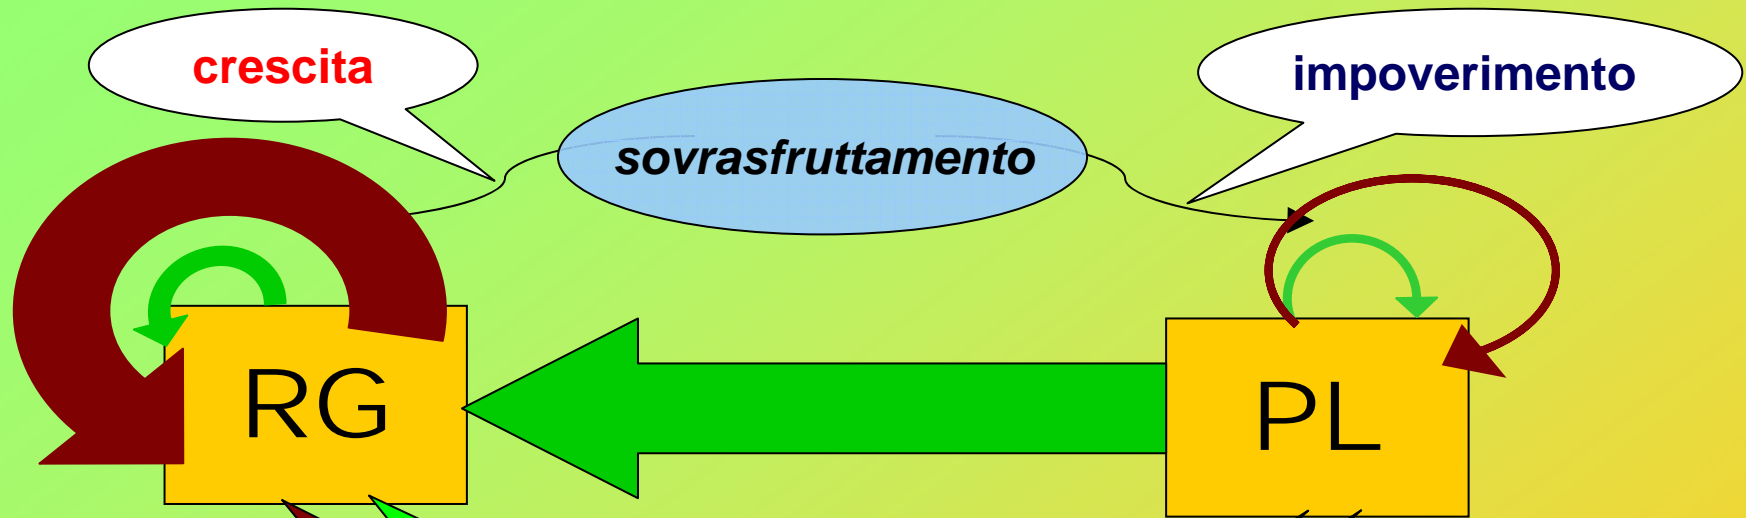 crescita
impoverimento
sovrasfruttamento
RG
PL